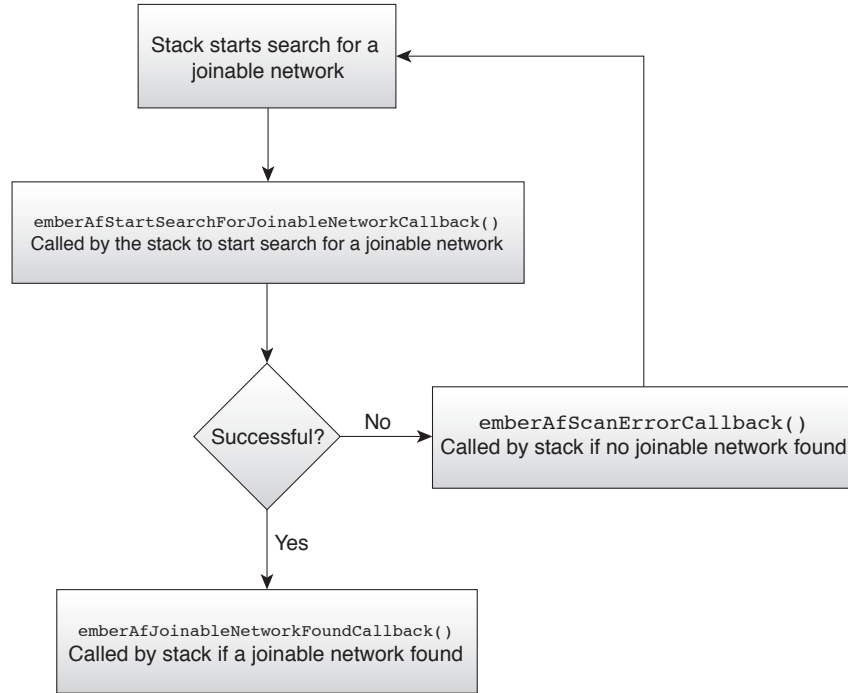 Stack starts search for a
joinable network
emberAfStartSearchForJoinableNetworkCallback()
Called by the stack to start search for a joinable network
Successful?
No
emberAfScanErrorCallback()
Called by stack if no joinable network found
Yes
emberAfJoinableNetworkFoundCallback()
Called by stack if a joinable network found